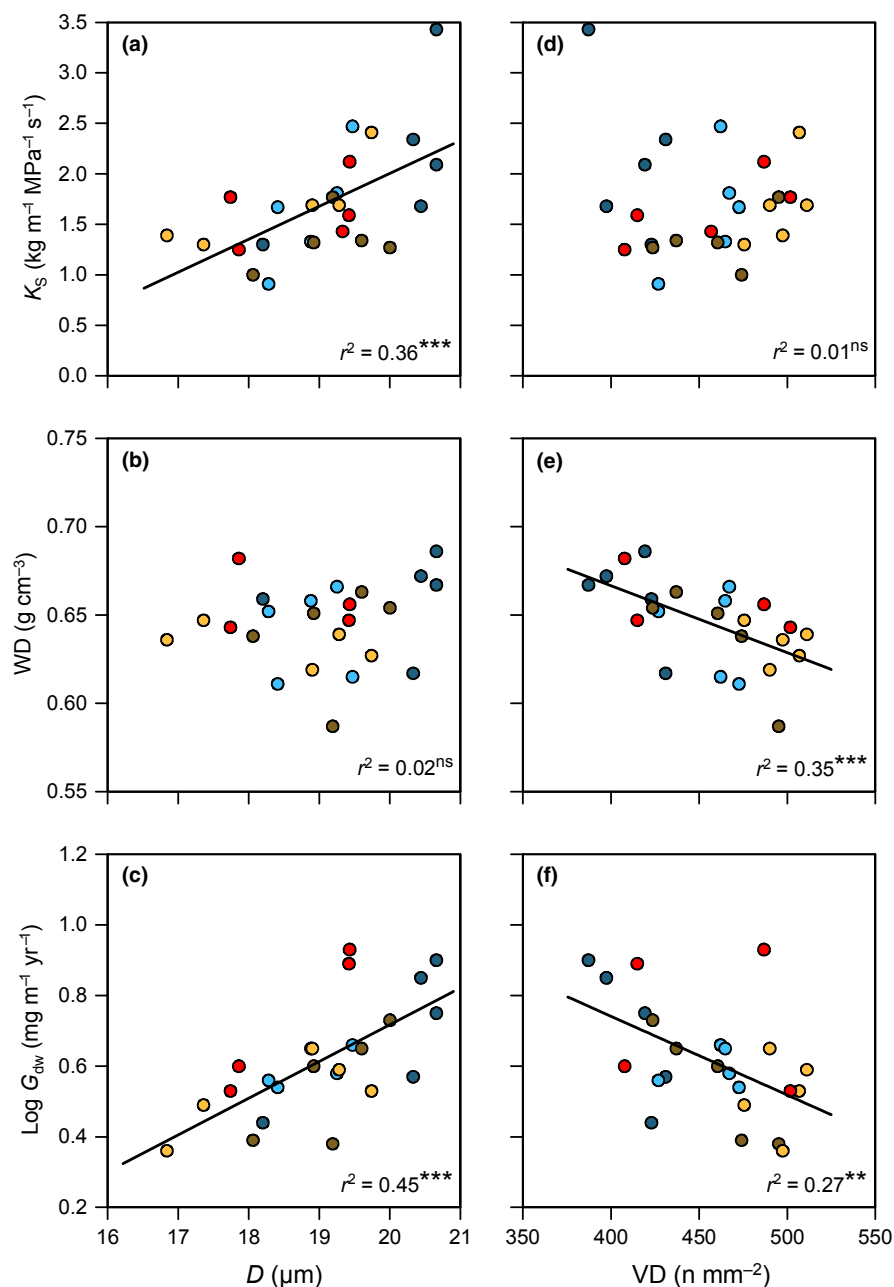 (a)
3.5
3.0
2.5
2.0
1.5
1.0
0.5
0.0
K_S (kg m⁻¹ MPa⁻¹ s⁻¹)
r² = 0.36***
(d)
r² = 0.01ⁿˢ
(b)
0.75
0.70
0.65
0.60
0.55
WD (g cm⁻³)
r² = 0.02ⁿˢ
(e)
r² = 0.35***
(c)
1.2
1.0
0.8
0.6
0.4
0.2
Log G_dw (mg m⁻¹ yr⁻¹)
r² = 0.45***
16 17 18 19 20 21
D (µm)
(f)
r² = 0.27**
350 400 450 500 550
VD (n mm⁻²)